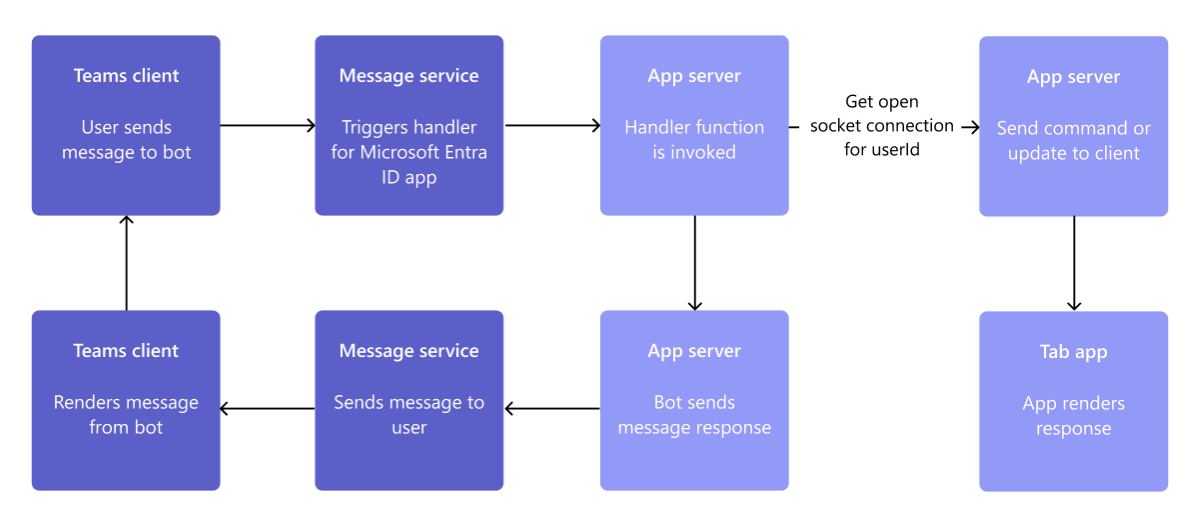 Teams client
User sends
message to bot
Message service
Triggers handler
for Microsoft Entra
ID app
App server
Handler function
is invoked
Get open
socket connection
for userId
App server
Send command or
update to client
Teams client
Renders message
from bot
Message service
Sends message to
user
App server
Bot sends
message response
Tab app
App renders
response